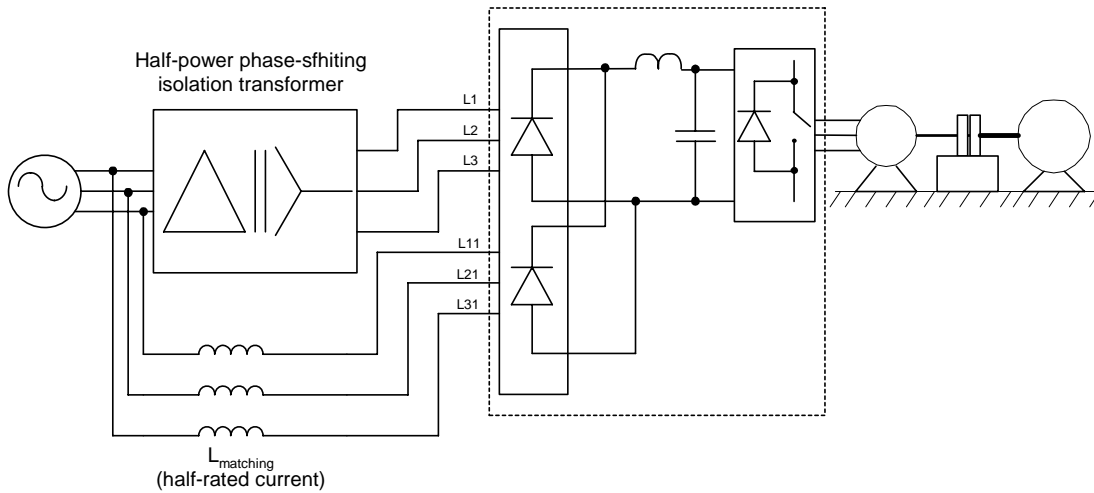 Half-power phase-sfhiting
isolation transformer
L1
L2
L3
L11
L21
L31
Lmatching
(half-rated current)